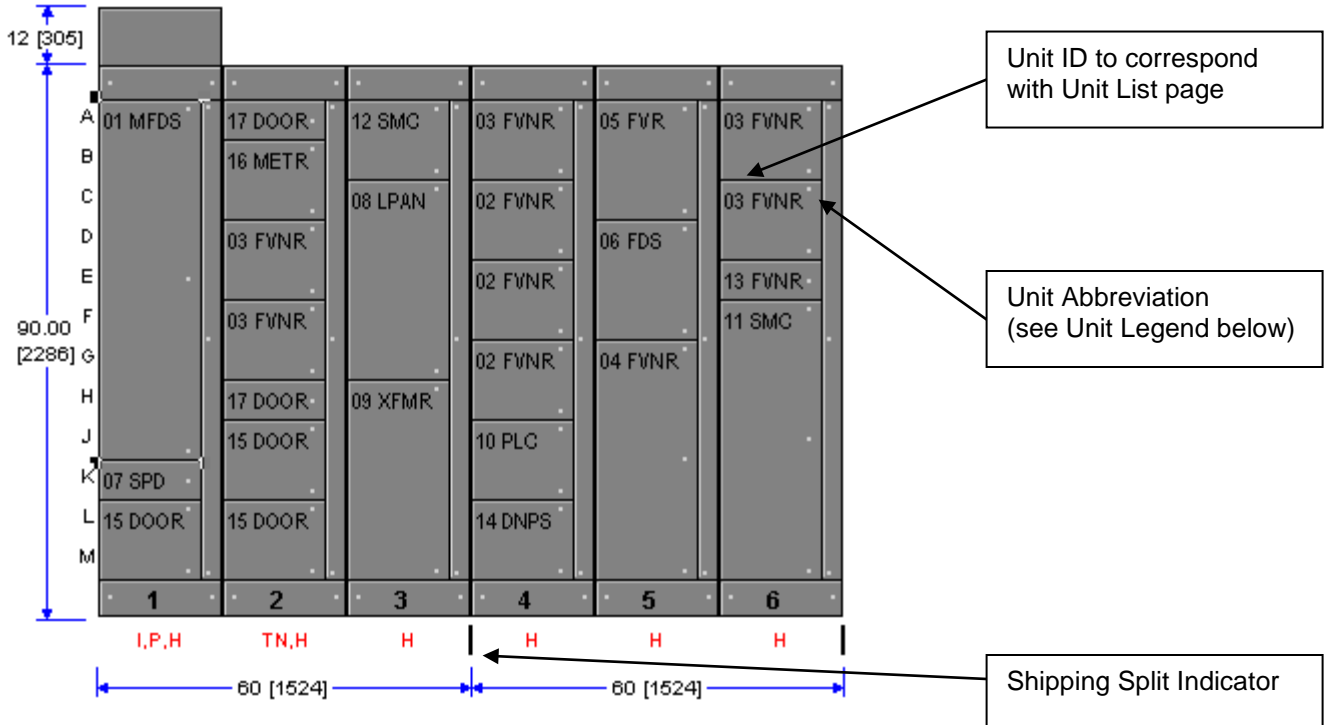 12 [305]
90.00
[2286]
A
B
C
D
E
F
G
H
J
K
L
M
01 MFDS
07 SPD
15 DOOR
1
17 DOOR
16 METR
03 FVNR
03 FVNR
17 DOOR
15 DOOR
15 DOOR
2
12 SMC
08 LPAN
09 XFMR
3
03 FVNR
02 FVNR
02 FVNR
02 FVNR
10 PLC
14 DNPS
4
05 FVR
06 FDS
04 FVNR
5
03 FVNR
03 FVNR
13 FVNR
11 SMC
6
I,P,H
TN,H
H
H
H
H
60 [1524]
60 [1524]
Unit ID to correspond
with Unit List page
Unit Abbreviation
(see Unit Legend below)
Shipping Split Indicator